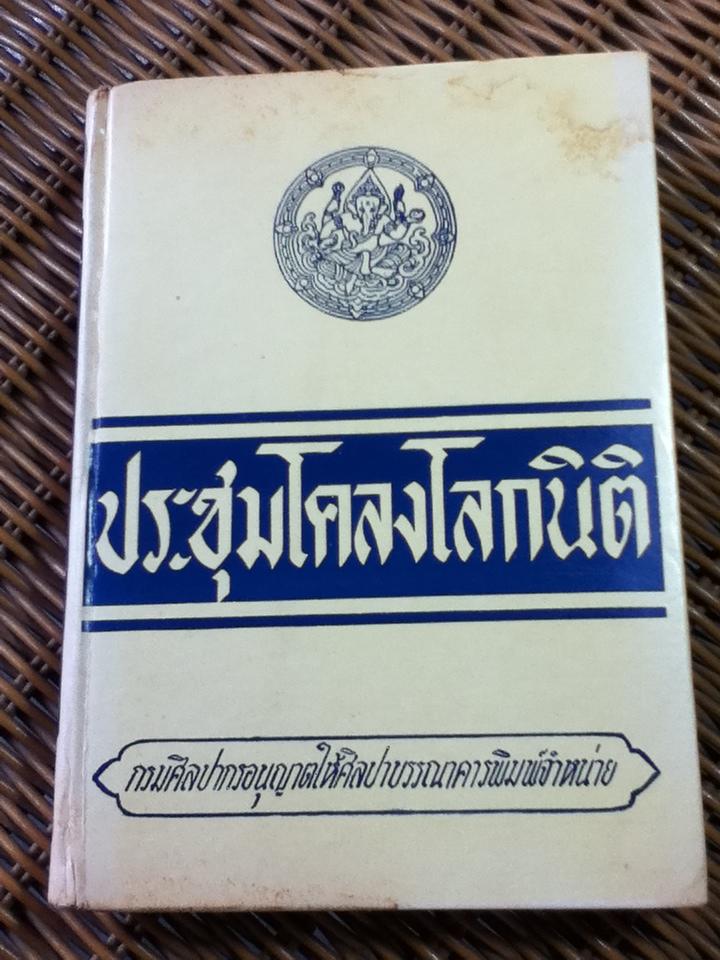 ประชุมโคลงโลกนิติ
กรมศิลปากรอนุญาตให้ศิลปาบรรณาคารพิมพ์จำหน่าย